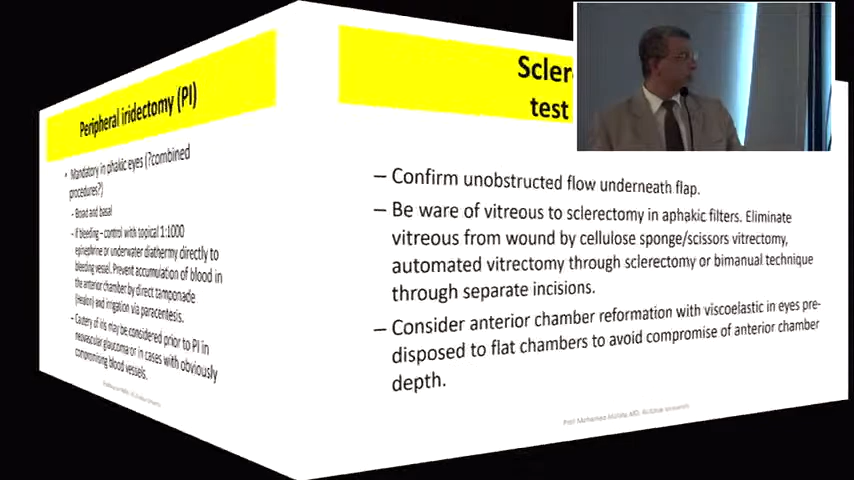 Peripheral iridectomy (PI)
• Mandatory in phakic eyes (?combined
procedures?)
– Broad and basal
– If bleeding – control with topical 1:1000
epinephrine or underwater diathermy directly to
bleeding vessel. Prevent accumulation of blood in
the anterior chamber by direct tamponade
(Healon) and irrigation via paracentesis.
– Cautery of iris may be considered prior to PI in
neovascular glaucoma or in cases with obviously
compromising blood vessels.
Scler
test
– Confirm unobstructed flow underneath flap.
– Be ware of vitreous to sclerectomy in aphakic filters. Eliminate
vitreous from wound by cellulose sponge/scissors vitrectomy,
automated vitrectomy through sclerectomy or bimanual technique
through separate incisions.
– Consider anterior chamber reformation with viscoelastic in eyes pre-
disposed to flat chambers to avoid compromise of anterior chamber
depth.